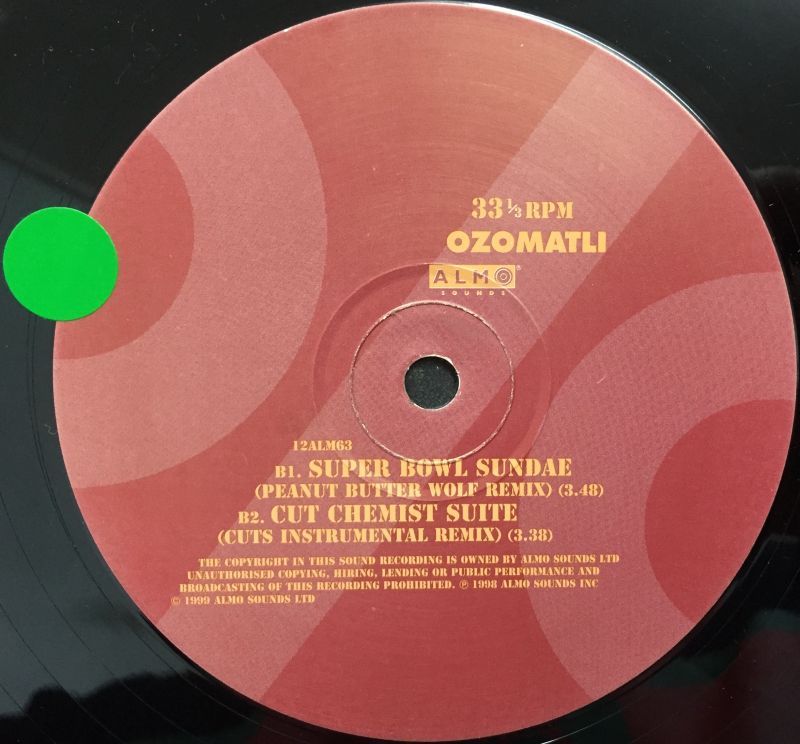 33 ⅓ RPM
OZOMATLI
ALMO®
SOUNDS
12ALM63
B1. SUPER BOWL SUNDAE
(PEANUT BUTTER WOLF REMIX) (3.48)
B2. CUT CHEMIST SUITE
(CUTS INSTRUMENTAL REMIX) (3.38)
THE COPYRIGHT IN THIS SOUND RECORDING IS OWNED BY ALMO SOUNDS LTD
UNAUTHORISED COPYING, HIRING, LENDING OR PUBLIC PERFORMANCE AND
BROADCASTING OF THIS RECORDING PROHIBITED. ℗ 1998 ALMO SOUNDS INC
© 1999 ALMO SOUNDS LTD